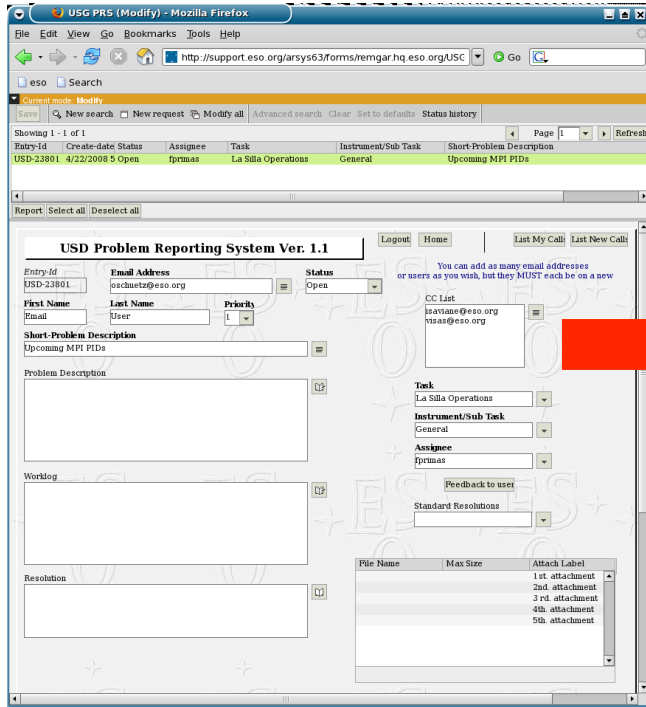 USG PRS (Modify) - Mozilla Firefox
File Edit View Go Bookmarks Tools Help
http://support.eso.org/arsys63/forms/remgar.hq.eso.org/USG Go
eso Search
Current mode: Modify
Save New search New request Modify all Advanced search Clear Set to defaults Status history
Showing 1 - 1 of 1 Page 1 Refresh
Entry-Id Create-date Status Assignee Task Instrument/Sub Task Short-Problem Description
USD-23801 4/22/2008 5 Open fprimas La Silla Operations General Upcoming MPI PIDs
Report Select all Deselect all
USD Problem Reporting System Ver. 1.1
Logout Home List My Calls List New Calls
You can add as many email addresses
or users as you wish, but they MUST each be on a new
Entry-Id Email Address Status
USD-23801 oschuetz@eso.org Open
CC List
isaviane@eso.org
visas@eso.org
First Name Last Name Priority
Email User 1
Short-Problem Description
Upcoming MPI PIDs
Problem Description
Task
La Silla Operations
Instrument/Sub Task
General
Assignee
fprimas
Worklog
Feedback to user
Standard Resolutions
File Name Max Size Attach Label
1st. attachment
2nd. attachment
3 rd. attachment
4th. attachment
5th. attachment
Resolution